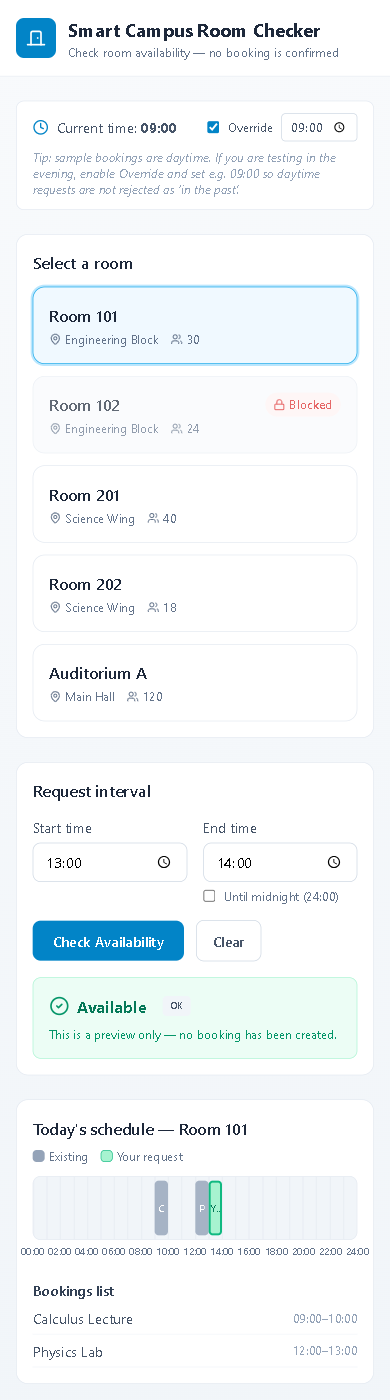 Smart Campus Room Checker
Check room availability — no booking is confirmed
Current time: 09:00
Override
09:00
Tip: sample bookings are daytime. If you are testing in the
evening, enable Override and set e.g. 09:00 so daytime
requests are not rejected as 'in the past'.
Select a room
Room 101
Engineering Block 30
Room 102
Blocked
Engineering Block 24
Room 201
Science Wing 40
Room 202
Science Wing 18
Auditorium A
Main Hall 120
Request interval
Start time End time
13:00 14:00
Until midnight (24:00)
Check Availability Clear
Available OK
This is a preview only — no booking has been created.
Today's schedule — Room 101
Existing Your request
C P Y...
00:00 02:00 04:00 06:00 08:00 10:00 12:00 14:00 16:00 18:00 20:00 22:00 24:00
Bookings list
Calculus Lecture 09:00–10:00
Physics Lab 12:00–13:00